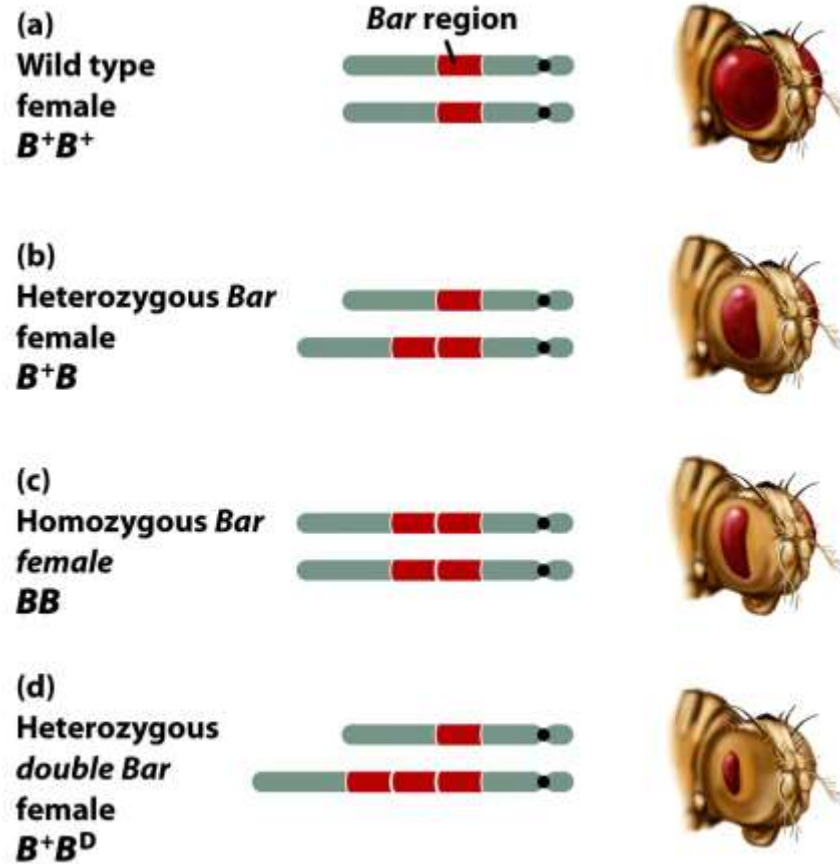 (a)
Bar region
Wild type
female
B⁺B⁺
(b)
Heterozygous Bar
female
B⁺B
(c)
Homozygous Bar
female
BB
(d)
Heterozygous
double Bar
female
B⁺Bᴰ